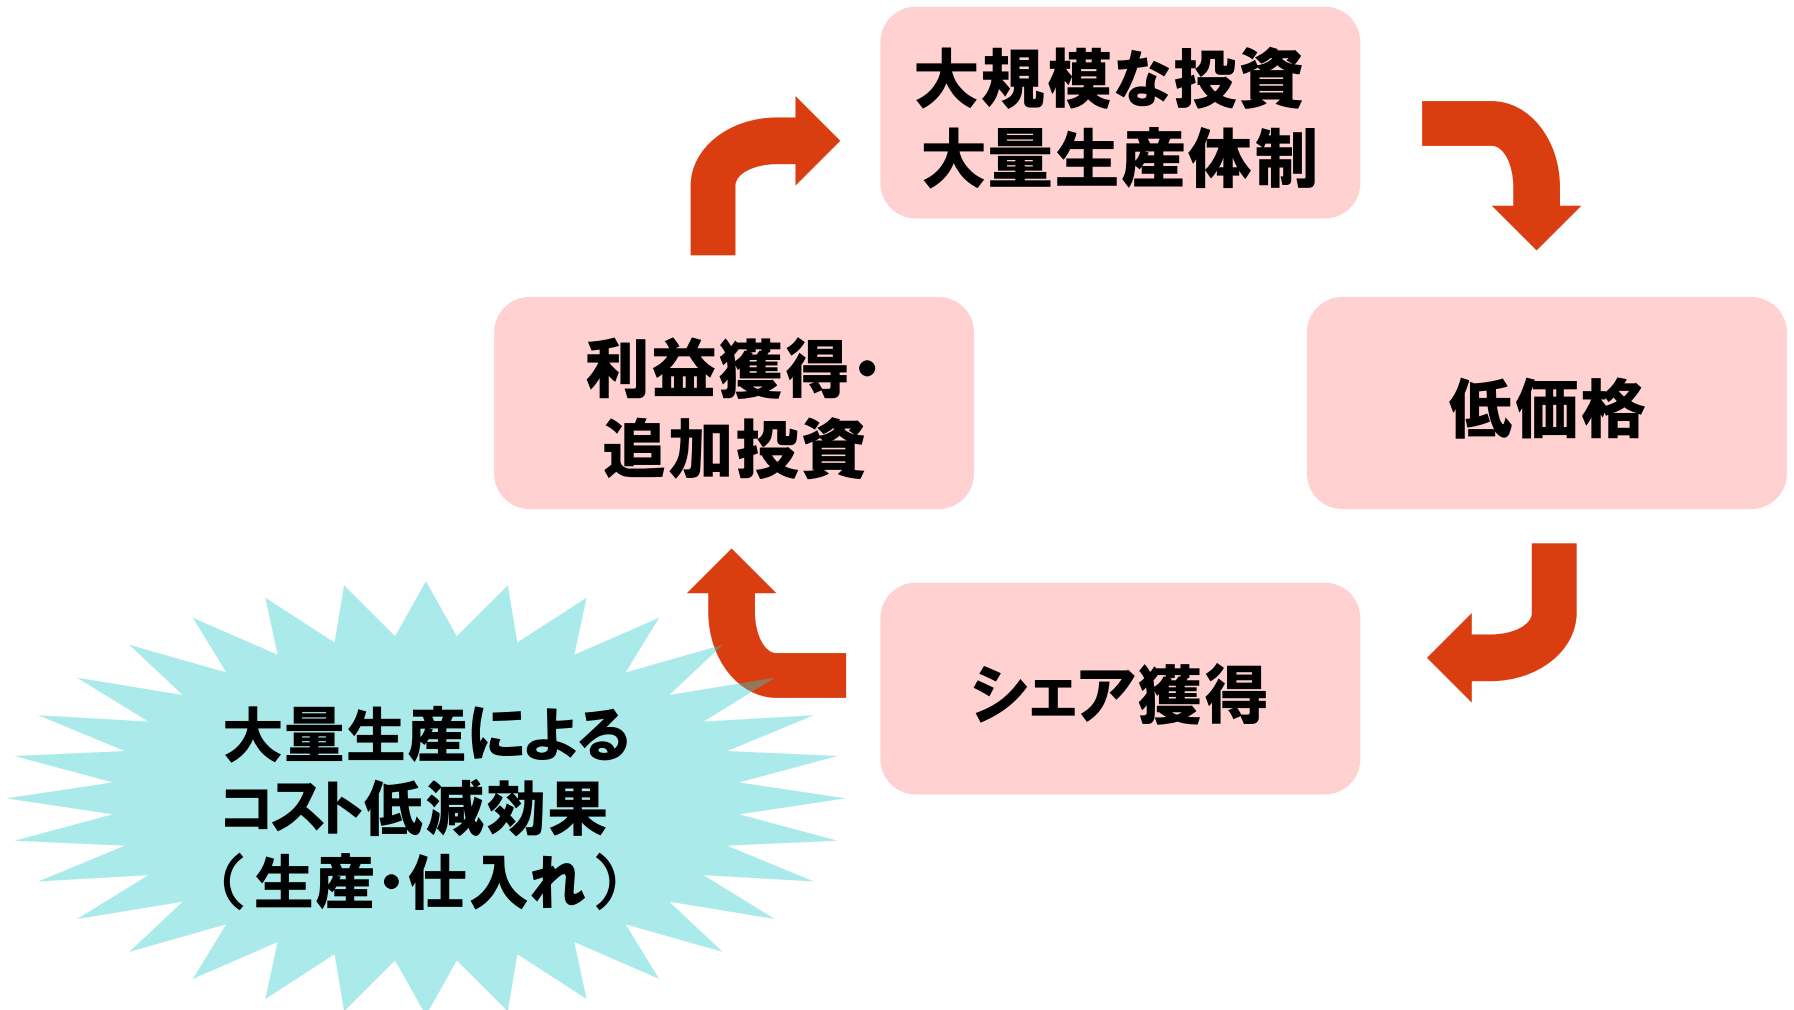 大規模な投資
大量生産体制
低価格
シェア獲得
利益獲得・
追加投資
大量生産による
コスト低減効果
（生産・仕入れ）